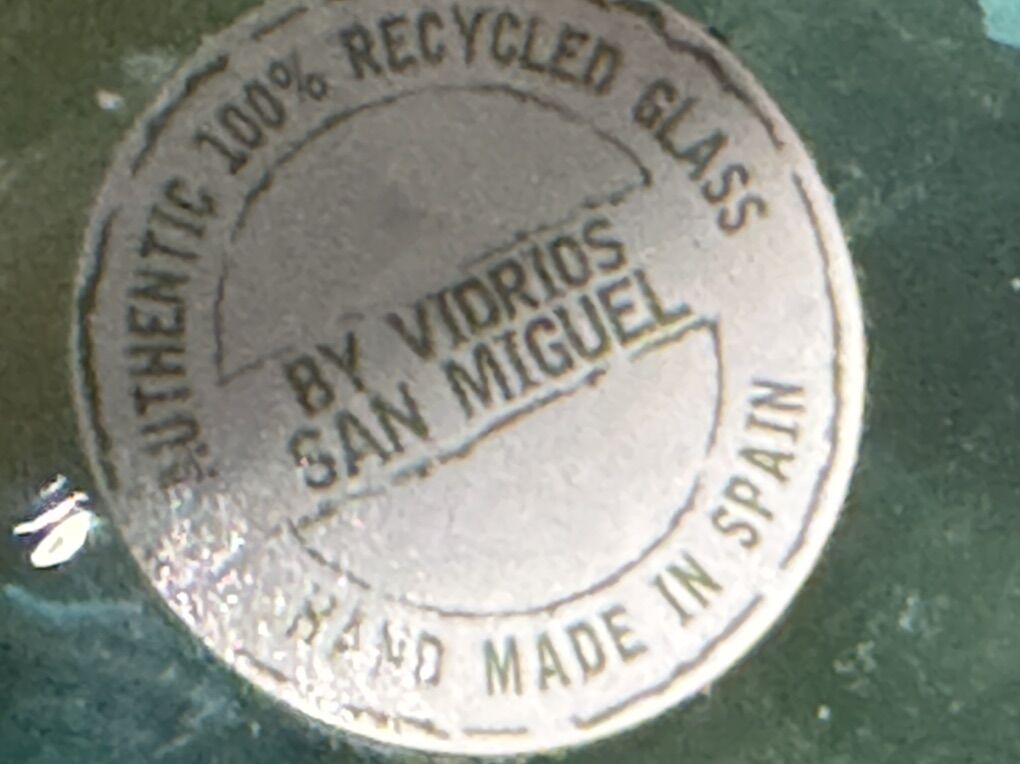 AUTHENTIC 100% RECYCLED GLASS
BY VIDRIOS
SAN MIGUEL
HAND MADE IN SPAIN